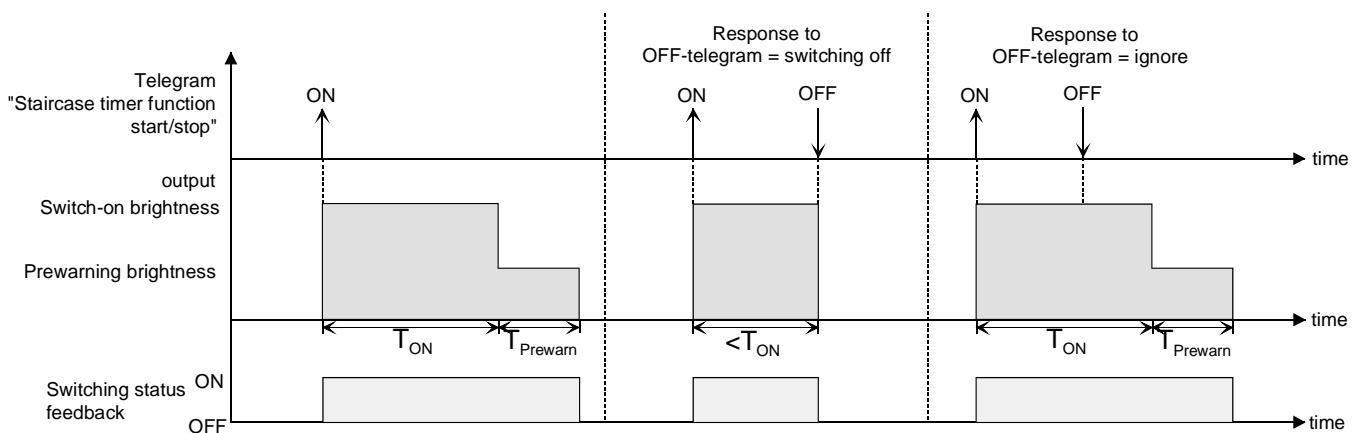 Response to
OFF-telegram = switching off
Response to
OFF-telegram = ignore
Telegram
"Staircase timer function
start/stop"
ON
ON
OFF
ON
OFF
time
output
Switch-on brightness
Prewarning brightness
time
TON
TPrewarn
<TON
TON
TPrewarn
Switching status
feedback
ON
OFF
time